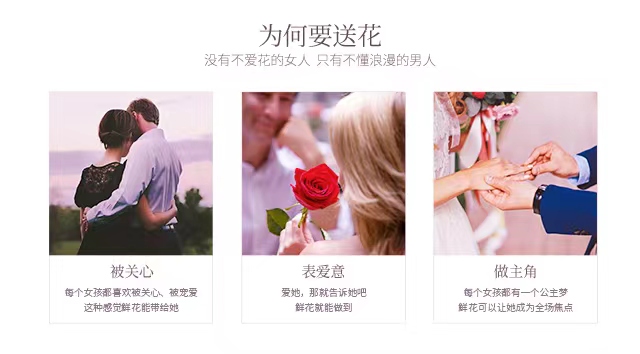 为何要送花
没有不爱花的女人 只有不懂浪漫的男人
被关心
每个女孩都喜欢被关心、被宠爱
这种感觉鲜花能带给她
表爱意
爱她，那就告诉她吧
鲜花就能做到
做主角
每个女孩都有一个公主梦
鲜花可以让她成为全场焦点